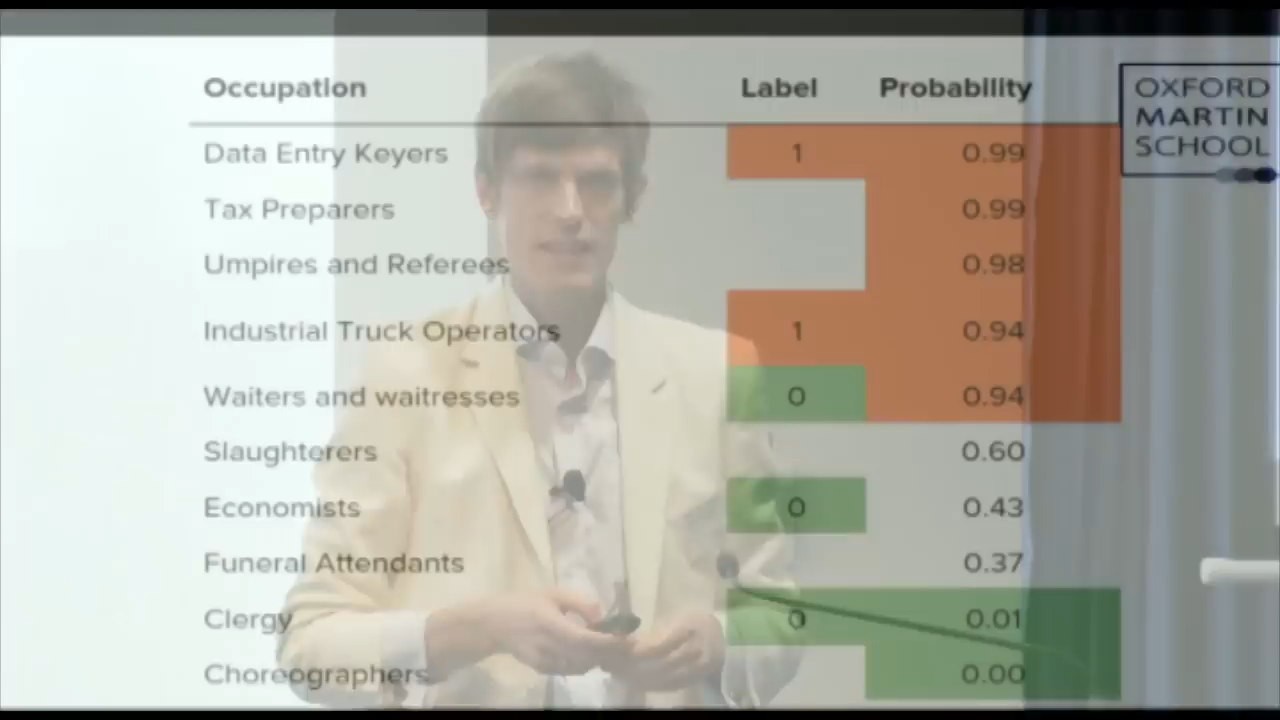 Occupation Label Probability
Data Entry Keyers 1 0.99
Tax Preparers 0.99
Umpires and Referees 0.98
Industrial Truck Operators 1 0.94
Waiters and waitresses 0 0.94
Slaughterers 0.60
Economists 0 0.43
Funeral Attendants 0.37
Clergy 0 0.01
Choreographers 0.00
OXFORD
MARTIN
SCHOOL